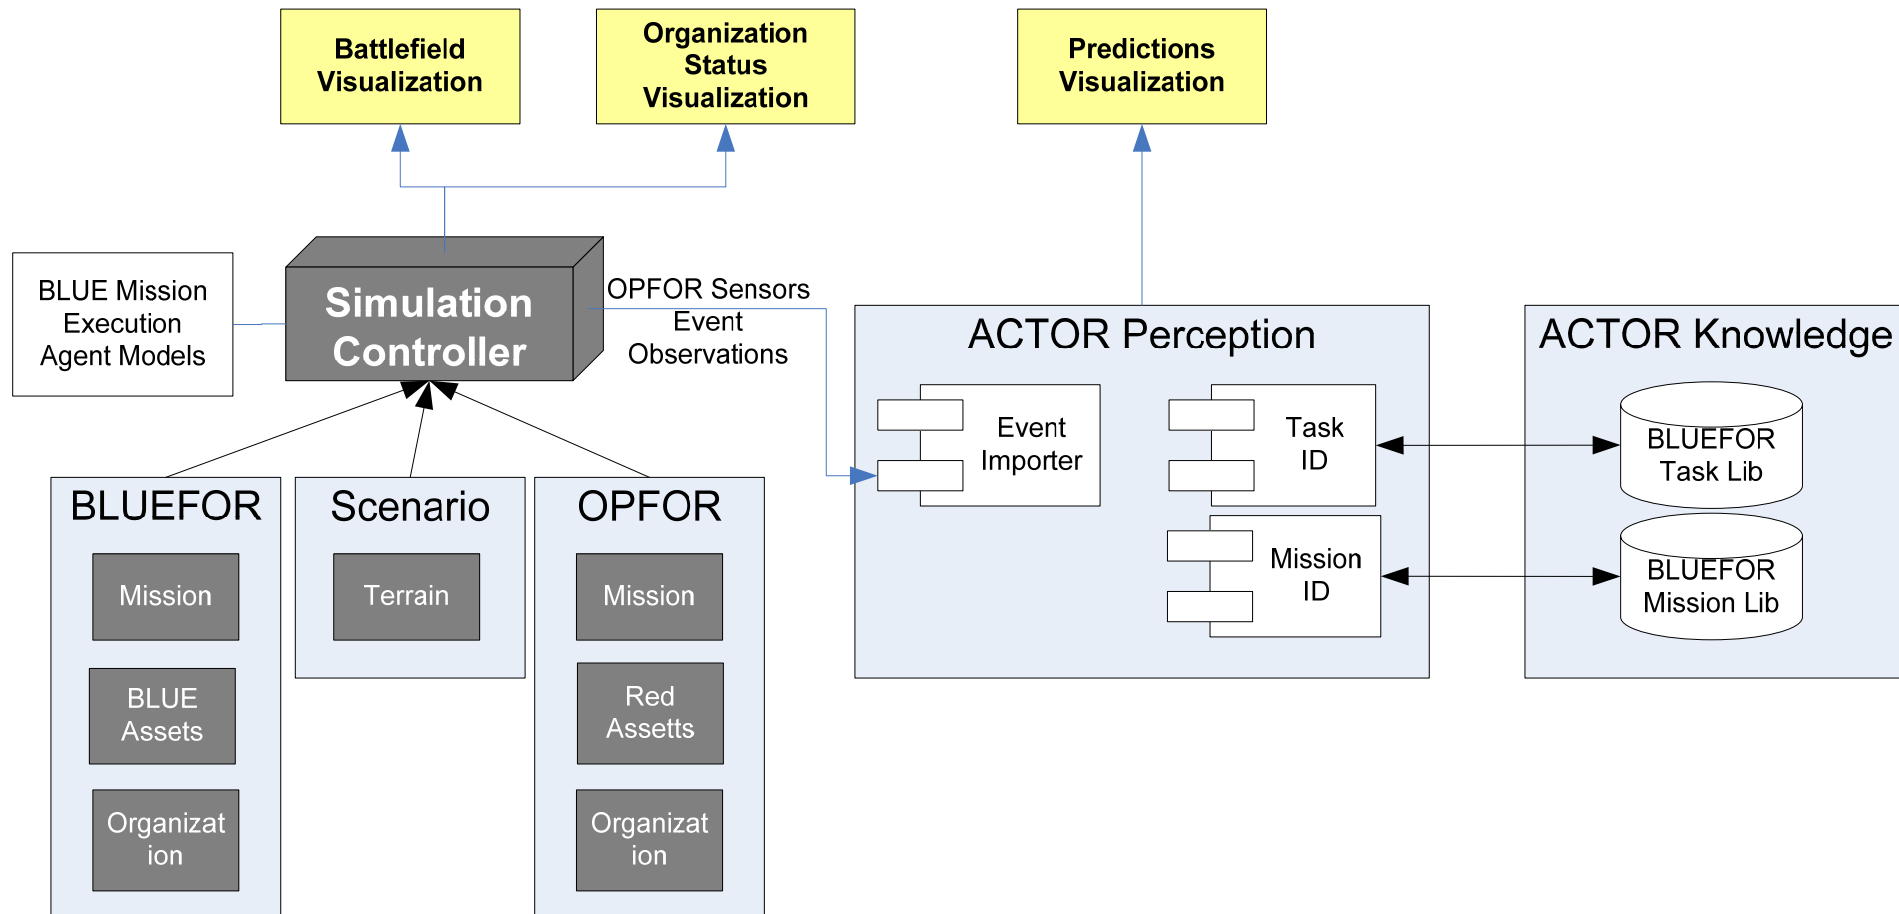 Battlefield
Visualization
Organization
Status
Visualization
Predictions
Visualization
BLUE Mission
Execution
Agent Models
Simulation
Controller
OPFOR Sensors
Event
Observations
ACTOR Perception
Event
Importer
Task
ID
Mission
ID
ACTOR Knowledge
BLUEFOR
Task Lib
BLUEFOR
Mission Lib
BLUEFOR
Mission
BLUE
Assets
Organizat
ion
Scenario
Terrain
OPFOR
Mission
Red
Assetts
Organizat
ion